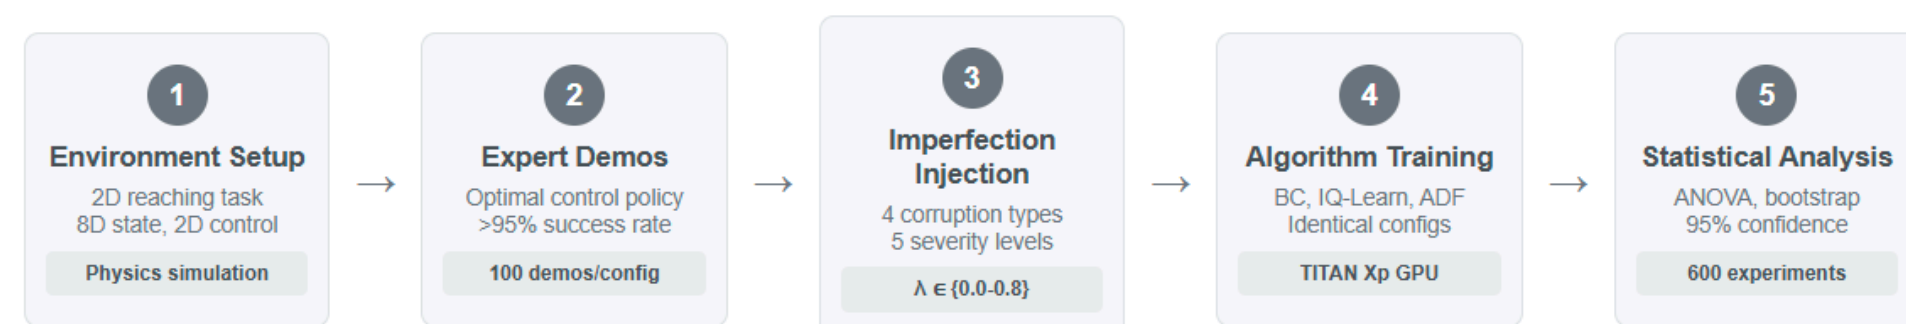 1
Environment Setup
2D reaching task
8D state, 2D control
Physics simulation
→
2
Expert Demos
Optimal control policy
>95% success rate
100 demos/config
→
3
Imperfection
Injection
4 corruption types
5 severity levels
λ ∈ {0.0-0.8}
→
4
Algorithm Training
BC, IQ-Learn, ADF
Identical configs
TITAN Xp GPU
→
5
Statistical Analysis
ANOVA, bootstrap
95% confidence
600 experiments